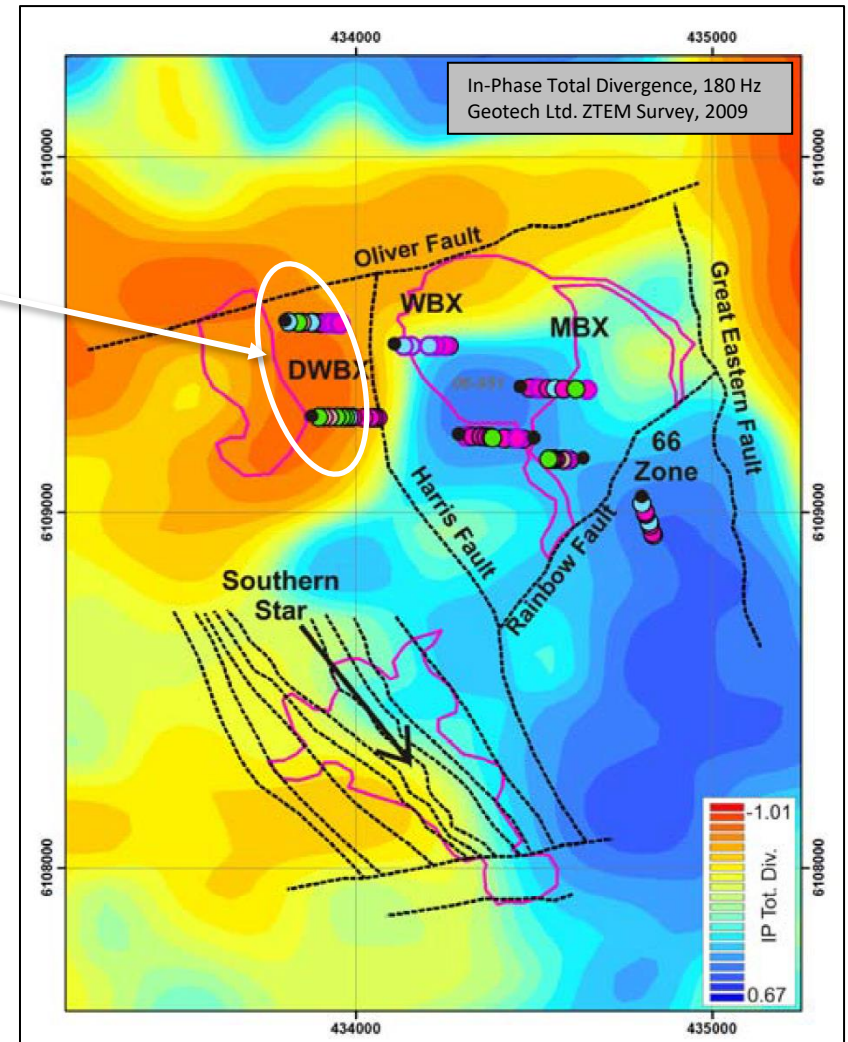 434000
435000
In-Phase Total Divergence, 180 Hz
Geotech Ltd. ZTEM Survey, 2009
6110000
6110000
Oliver Fault
WBX
MBX
DWBX
Great Eastern Fault
66
Zone
6109000
6109000
Harris Fault
Rainbow Fault
Southern
Star
-1.01
IP Tot. Div.
0.67
6108000
6108000
434000
435000